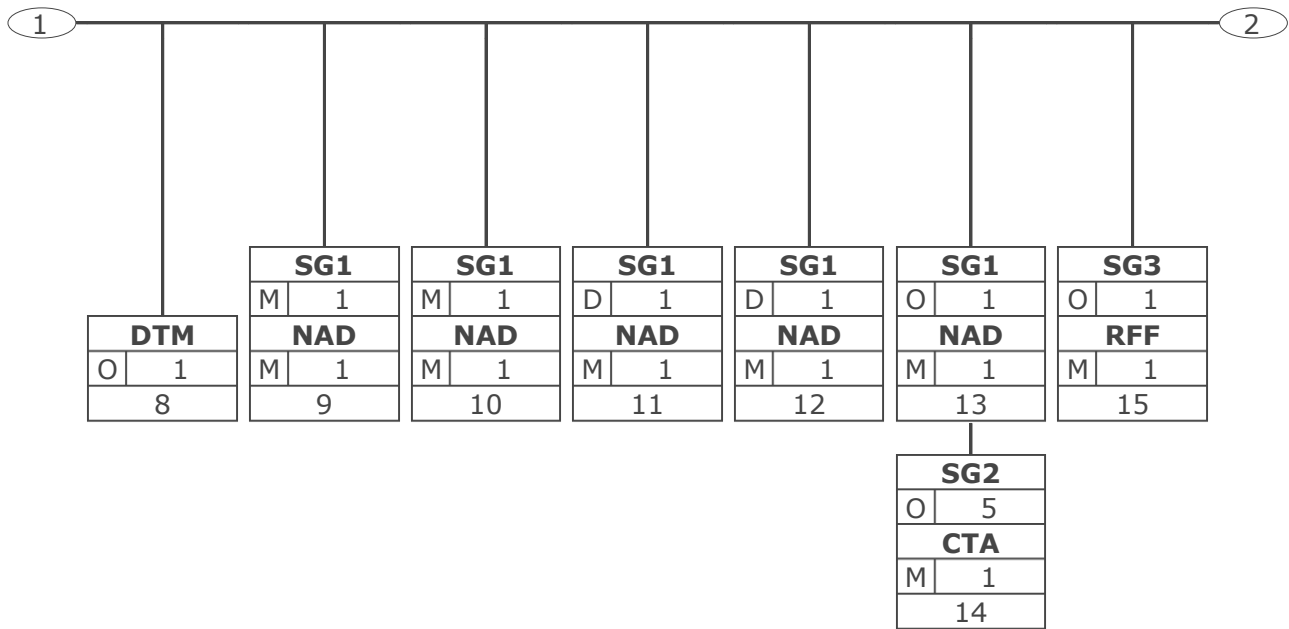 1
2
DTM
O 1
8
SG1
M 1
NAD
M 1
9
SG1
M 1
NAD
M 1
10
SG1
D 1
NAD
M 1
11
SG1
D 1
NAD
M 1
12
SG1
O 1
NAD
M 1
13
SG2
O 5
CTA
M 1
14
SG3
O 1
RFF
M 1
15